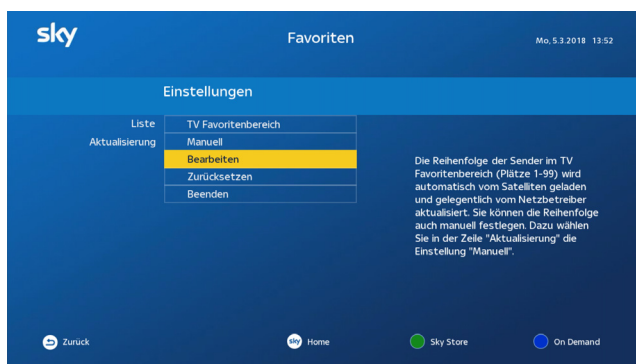 sky
Favoriten
Mo, 5.3.2018 13:52
Einstellungen
Liste
TV Favoritenbereich
Aktualisierung
Manuell
Bearbeiten
Zurücksetzen
Beenden
Die Reihenfolge der Sender im TV
Favoritenbereich (Plätze 1-99) wird
automatisch vom Satelliten geladen
und gelegentlich vom Netzbetreiber
aktualisiert. Sie können die Reihenfolge
auch manuell festlegen. Dazu wählen
Sie in der Zeile "Aktualisierung" die
Einstellung "Manuell".
Zurück
sky Home
Sky Store
On Demand